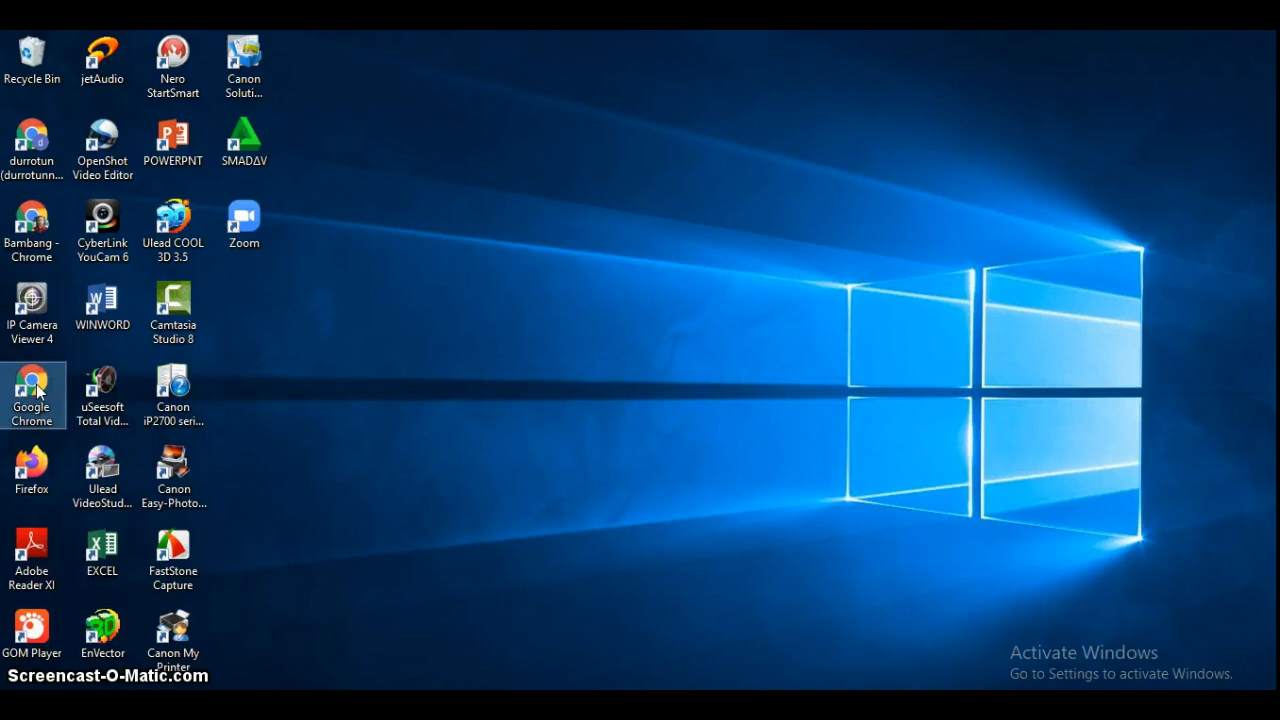 Recycle Bin
jetAudio
Nero
StartSmart
Canon
Soluti...
durrotun
(durrotunn...
OpenShot
Video Editor
POWERPNT
SMADΔV
Bambang -
Chrome
CyberLink
YouCam 6
Ulead COOL
3D 3.5
Zoom
IP Camera
Viewer 4
WINWORD
Camtasia
Studio 8
Google
Chrome
uSeesoft
Total Vid...
Canon
iP2700 seri...
Firefox
Ulead
VideoStud...
Canon
Easy-Photo...
Adobe
Reader XI
EXCEL
FastStone
Capture
GOM Player
EnVector
Canon My
Printer
Screencast-O-Matic.com
Activate Windows
Go to Settings to activate Windows.